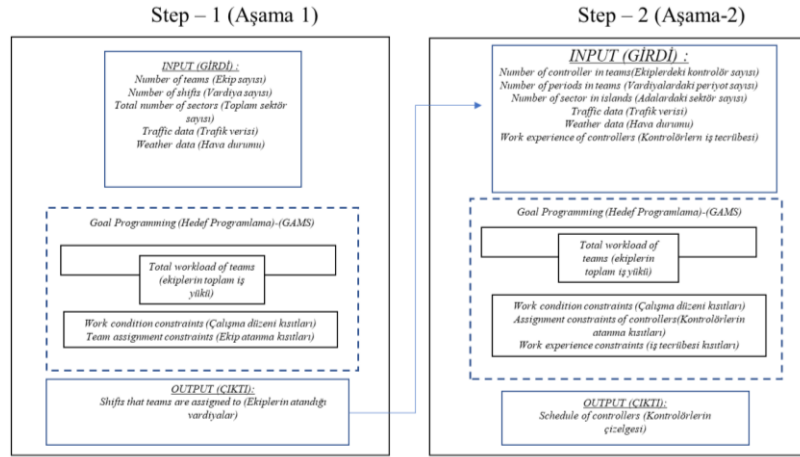 Step – 1 (Aşama 1)
INPUT (GİRDİ) :
Number of teams (Ekip sayısı)
Number of shifts (Vardiya sayısı)
Total number of sectors (Toplam sektör
sayısı)
Traffic data (Trafik verisi)
Weather data (Hava durumu)
Goal Programming (Hedef Programlama)-(GAMS)
Total workload of teams
(ekiplerin toplam iş
yükü)
Work condition constraints (Çalışma düzeni kısıtları)
Team assignment constraints (Ekip atanma kısıtları)
OUTPUT (ÇIKTI):
Shifts that teams are assigned to (Ekiplerin atandığı
vardiyalar)
Step – 2 (Aşama-2)
INPUT (GİRDİ) :
Number of controller in teams(Ekiplerdeki kontrolör sayısı)
Number of periods in teams (Vardiyalardaki periyot sayısı)
Number of sector in islands (Adalardaki sektör sayısı)
Traffic data (Trafik verisi)
Weather data (Hava durumu)
Work experience of controllers (Kontrolörlern iş tecrübesi)
Goal Programming (Hedef Programlama)-(GAMS)
Total workload of
teams (ekiplerin
toplam iş yükü)
Work condition constraints (Çalışma düzeni kısıtları)
Assignment constraints of controllers(Kontrolörlerin
atanma kısıtları)
Work experience constraints (iş tecrübesi kısıtları)
OUTPUT (ÇIKTI):
Schedule of controllers (Kontrolörlerin
çizelgesi)